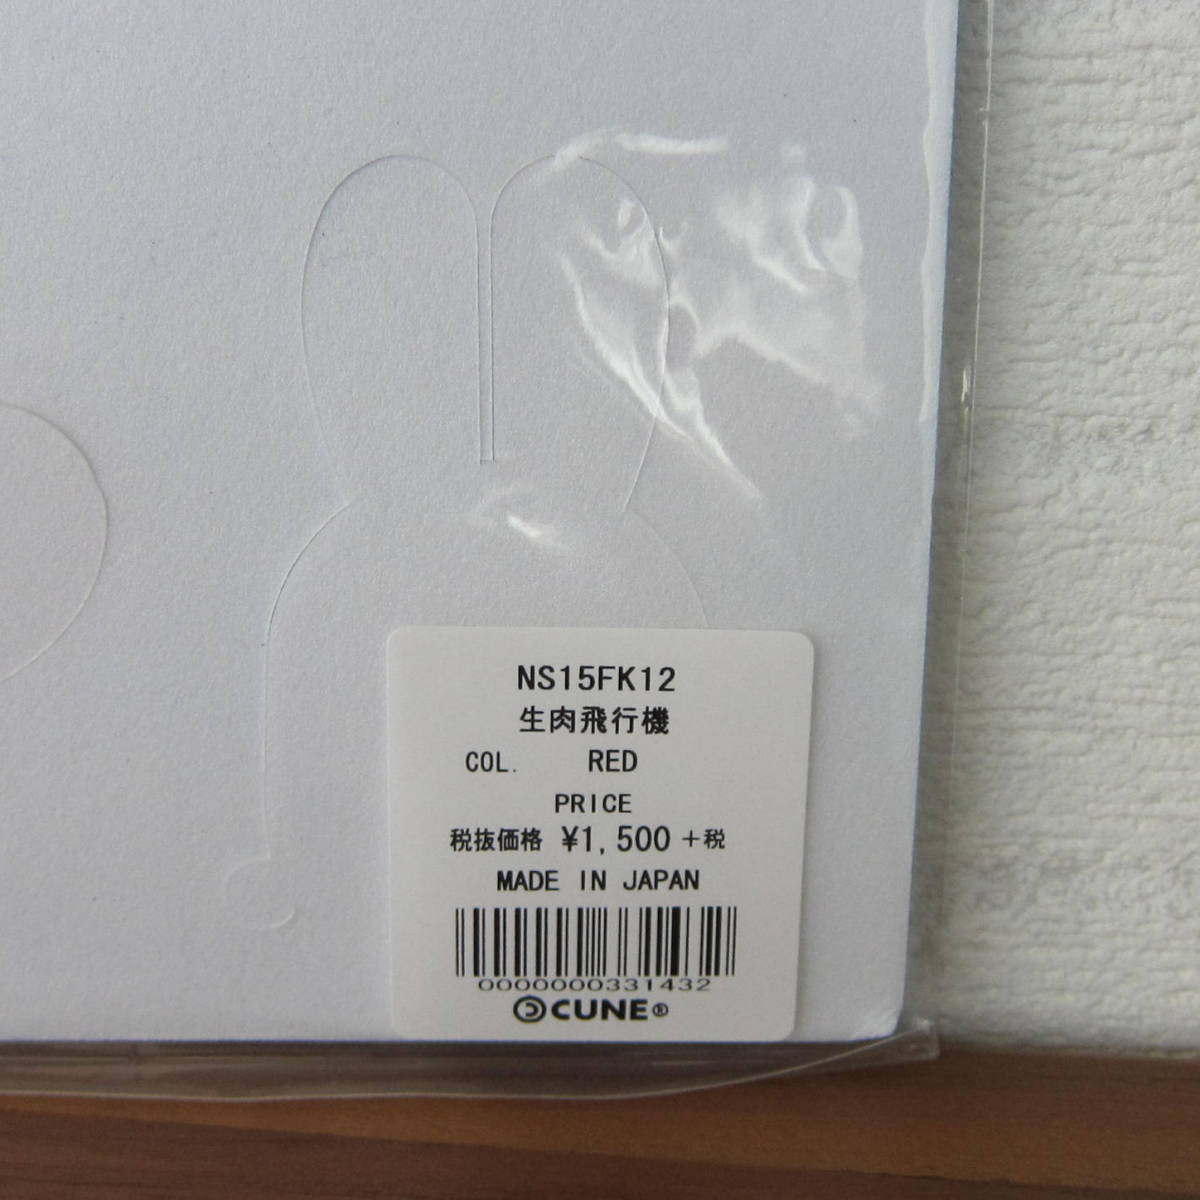 NS15FK12
生肉飛行機
COL. RED
PRICE
税抜価格 ¥1,500 +税
MADE IN JAPAN
0000000331432
CUNE®